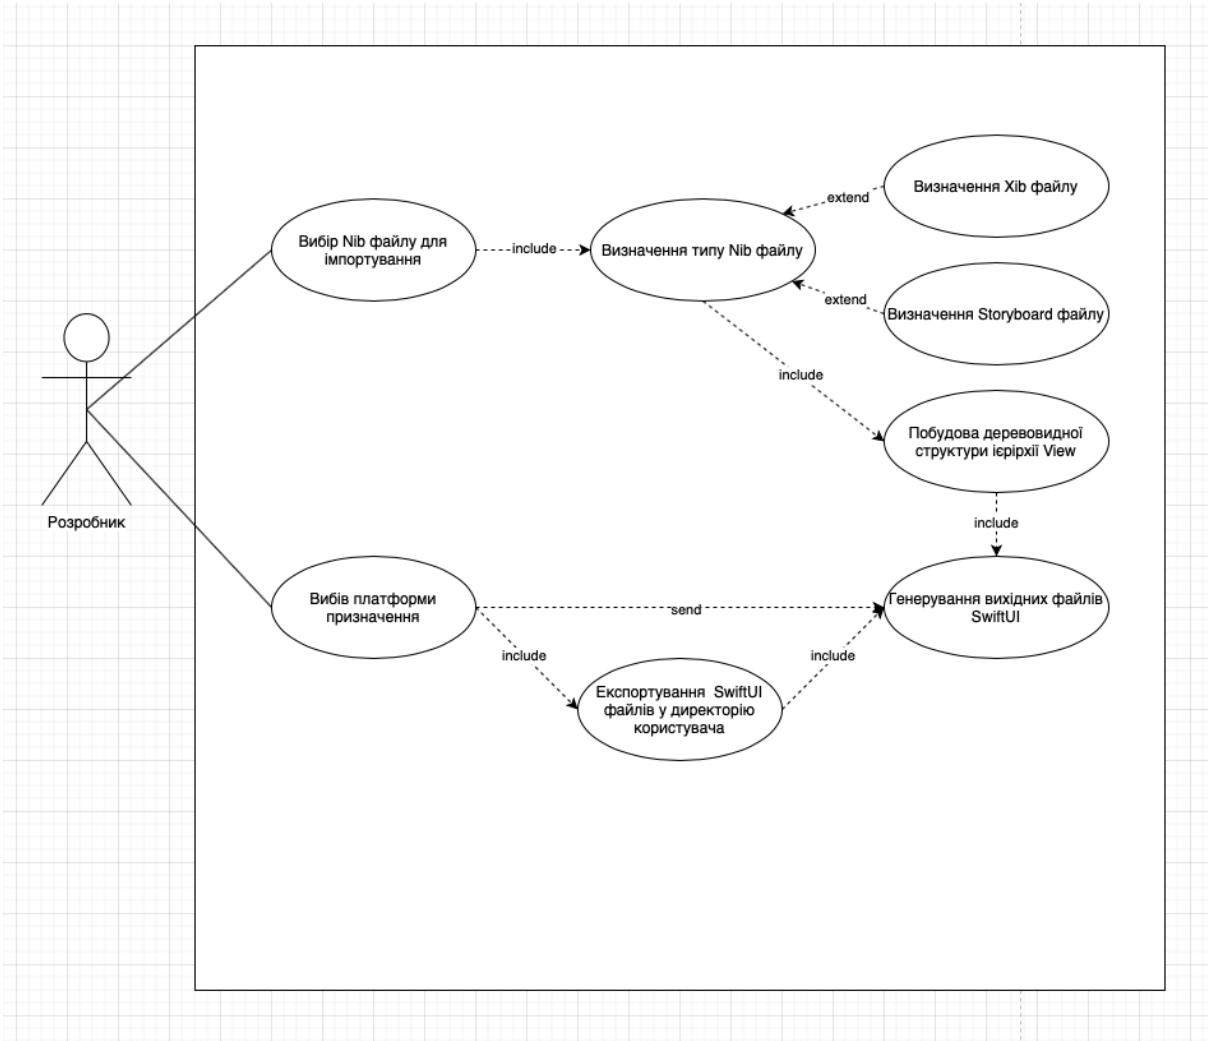 Визначення Xib файлу
extend
Вибір Nib файлу для
імпортування
include
Визначення типу Nib файлу
extend
Визначення Storyboard файлу
include
Побудова деревовидної
структури ієріpхії View
include
Розробник
Вибів платформи
призначення
send
Генерування вихідних файлів
SwiftUI
include
include
Експортування SwiftUI
файлів у директорію
користувача